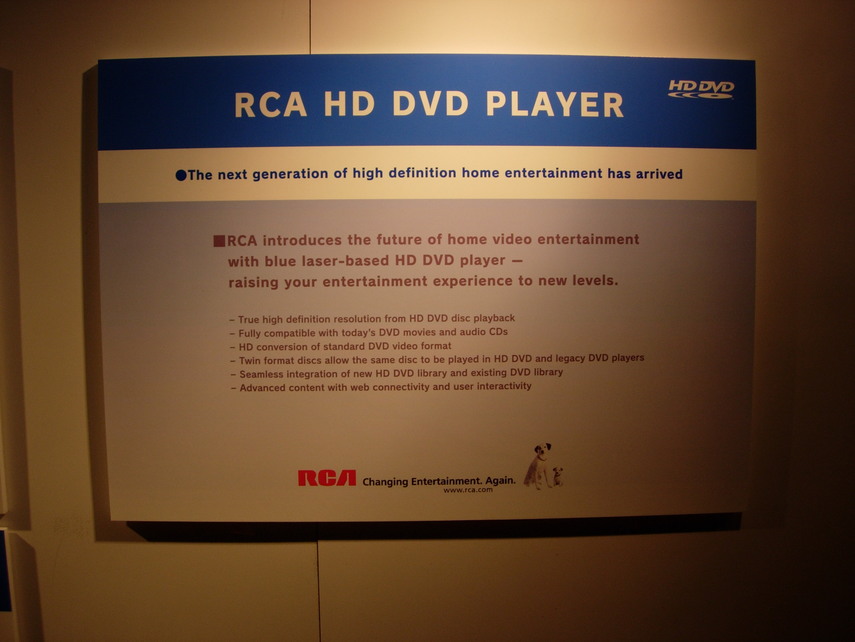 RCA HD DVD PLAYER
HD DVD
●The next generation of high definition home entertainment has arrived
■RCA introduces the future of home video entertainment
with blue laser-based HD DVD player —
raising your entertainment experience to new levels.
– True high definition resolution from HD DVD disc playback
– Fully compatible with today's DVD movies and audio CDs
– HD conversion of standard DVD video format
– Twin format discs allow the same disc to be played in HD DVD and legacy DVD players
– Seamless integration of new HD DVD library and existing DVD library
– Advanced content with web connectivity and user interactivity
RCA Changing Entertainment. Again.
www.rca.com